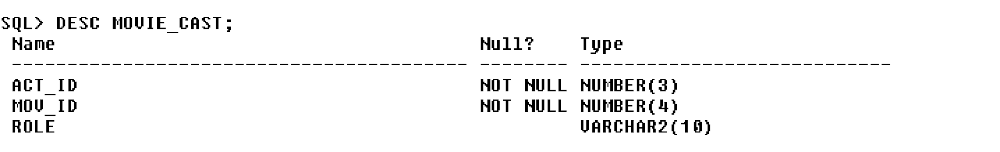 SQL> DESC MOVIE_CAST;
 Name                                      Null?    Type
 ----------------------------------------- -------- ----------------------------
 ACT_ID                                    NOT NULL NUMBER(3)
 MOV_ID                                    NOT NULL NUMBER(4)
 ROLE                                               VARCHAR2(10)